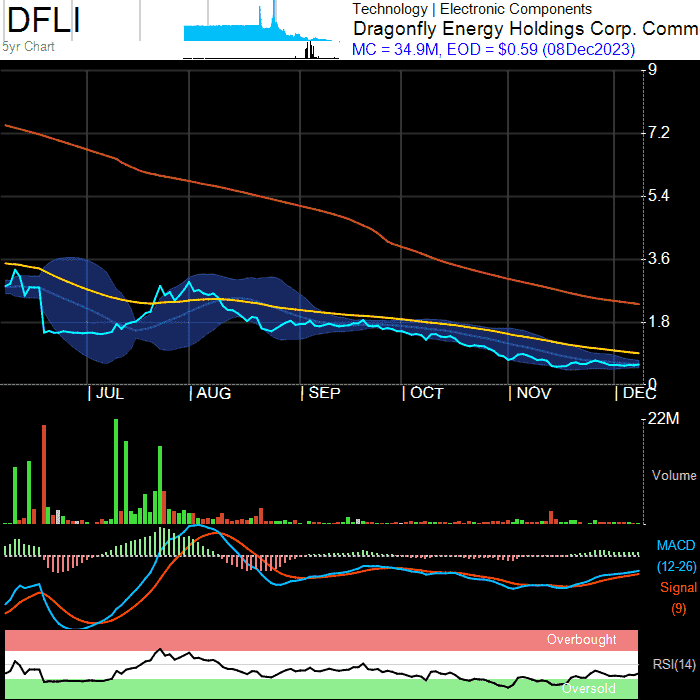 DFLI
5yr Chart
Technology | Electronic Components
Dragonfly Energy Holdings Corp. Comm
MC = 34.9M, EOD = $0.59 (08Dec2023)
9
7.2
5.4
3.6
1.8
0
JUL AUG SEP OCT NOV DEC
22M
Volume
MACD
(12-26)
Signal
(9)
Overbought
RSI(14)
Oversold